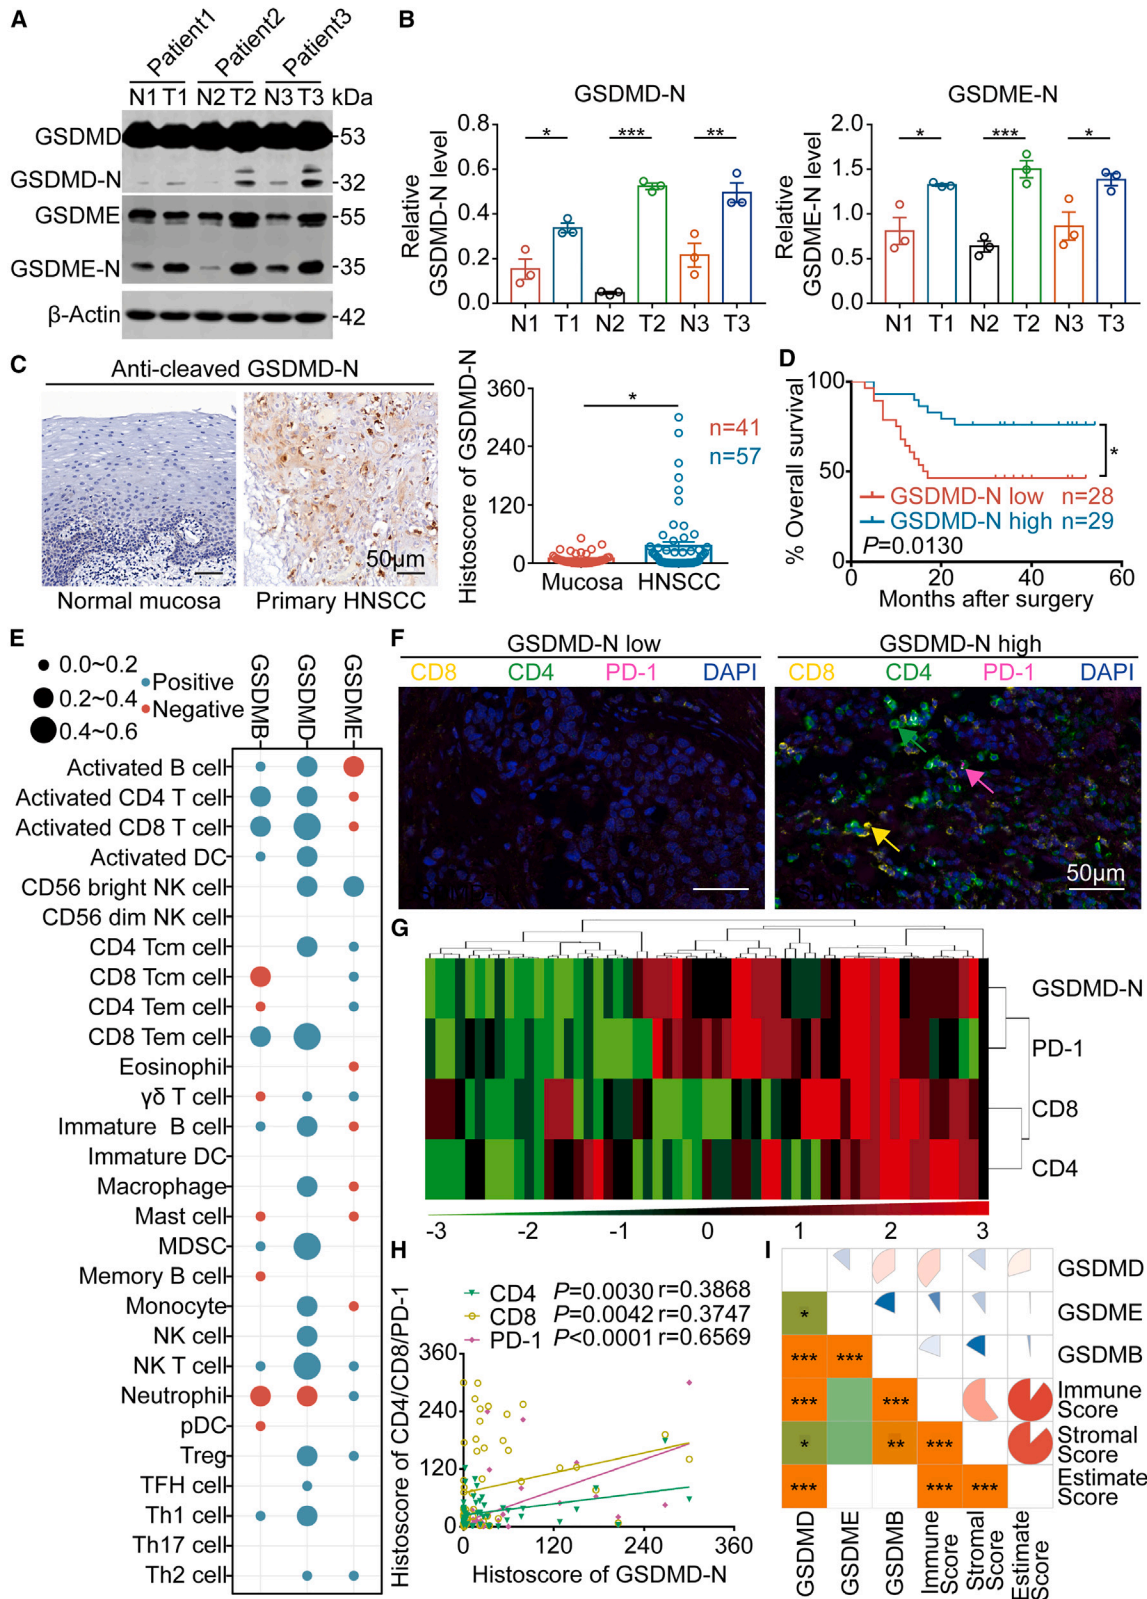 A
Patient1 Patient2 Patient3
N1 T1 N2 T2 N3 T3 kDa
GSDMD 53
GSDMD-N 32
GSDME 55
GSDME-N 35
β-Actin 42
B
GSDMD-N
Relative
GSDMD-N level
0.8
0.6
0.4
0.2
0.0
* *** **
N1 T1 N2 T2 N3 T3
GSDME-N
Relative
GSDME-N level
2.0
1.5
1.0
0.5
0.0
* *** *
N1 T1 N2 T2 N3 T3
C
Anti-cleaved GSDMD-N
50μm
Normal mucosa Primary HNSCC
Histoscore of GSDMD-N
360
240
120
0
*
n=41
n=57
Mucosa HNSCC
D
% Overall survival
100
50
0
*
GSDMD-N low n=28
GSDMD-N high n=29
P=0.0130
0 20 40 60
Months after surgery
E
0.0~0.2
0.2~0.4
0.4~0.6
Positive
Negative
GSDMB GSDMD GSDME
Activated B cell
Activated CD4 T cell
Activated CD8 T cell
Activated DC
CD56 bright NK cell
CD56 dim NK cell
CD4 Tcm cell
CD8 Tcm cell
CD4 Tem cell
CD8 Tem cell
Eosinophil
γδ T cell
Immature B cell
Immature DC
Macrophage
Mast cell
MDSC
Memory B cell
Monocyte
NK cell
NK T cell
Neutrophil
pDC
Treg
TFH cell
Th1 cell
Th17 cell
Th2 cell
F
GSDMD-N low
CD8 CD4 PD-1 DAPI
GSDMD-N high
CD8 CD4 PD-1 DAPI
50μm
G
GSDMD-N
PD-1
CD8
CD4
-3 -2 -1 0 1 2 3
H
CD4 P=0.0030 r=0.3868
CD8 P=0.0042 r=0.3747
PD-1 P<0.0001 r=0.6569
Histoscore of CD4/CD8/PD-1
360
240
120
0
0 120 240 360
Histoscore of GSDMD-N
I
GSDMD
* GSDME
*** *** GSDMB
*** *** Immune
Score
* ** *** Stromal
Score
*** *** *** Estimate
Score
GSDMD
GSDME
GSDMB
Immune
Score
Stromal
Score
Estimate
Score